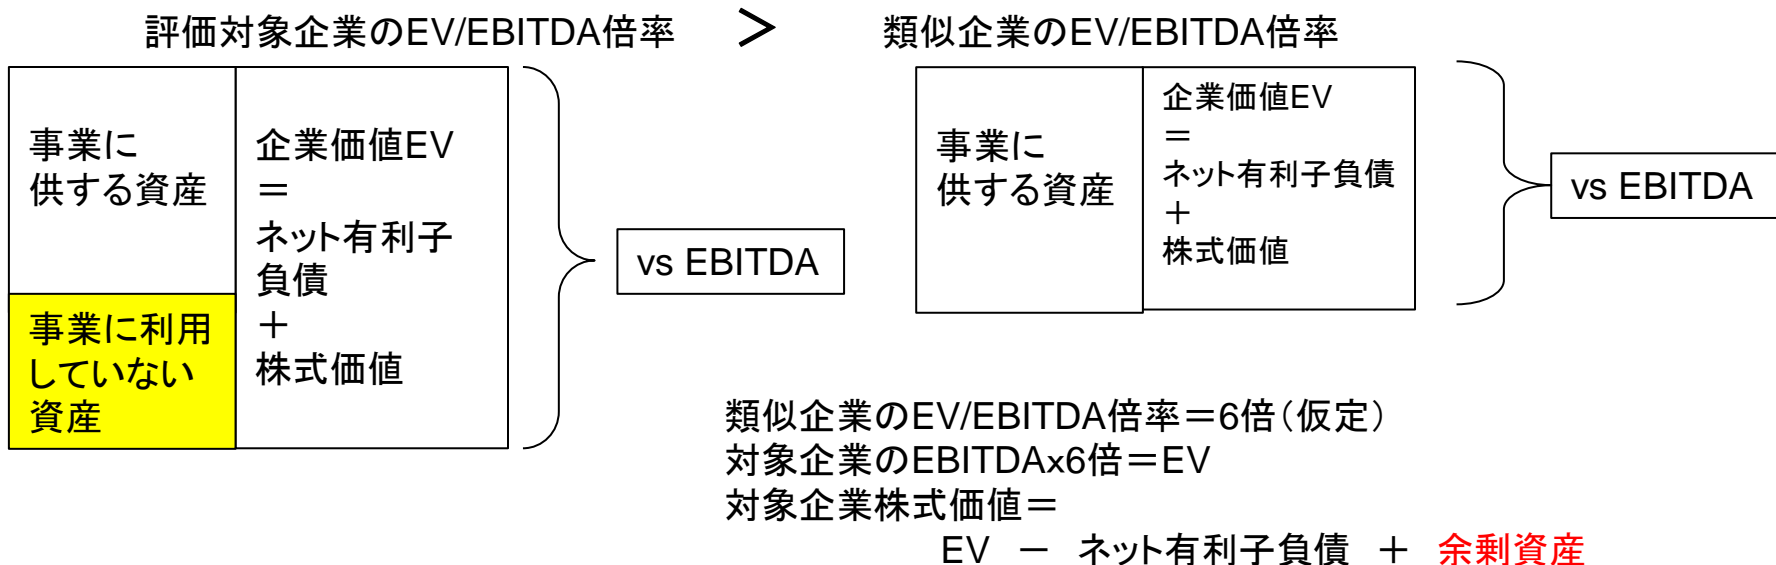 評価対象企業のEV/EBITDA倍率 > 類似企業のEV/EBITDA倍率
事業に
供する資産
事業に利用
していない
資産
企業価値EV
＝
ネット有利子
負債
＋
株式価値
vs EBITDA
事業に
供する資産
企業価値EV
＝
ネット有利子負債
＋
株式価値
vs EBITDA
類似企業のEV/EBITDA倍率＝6倍（仮定）
対象企業のEBITDAx6倍＝EV
対象企業株式価値＝
EV － ネット有利子負債 ＋ 余剰資産